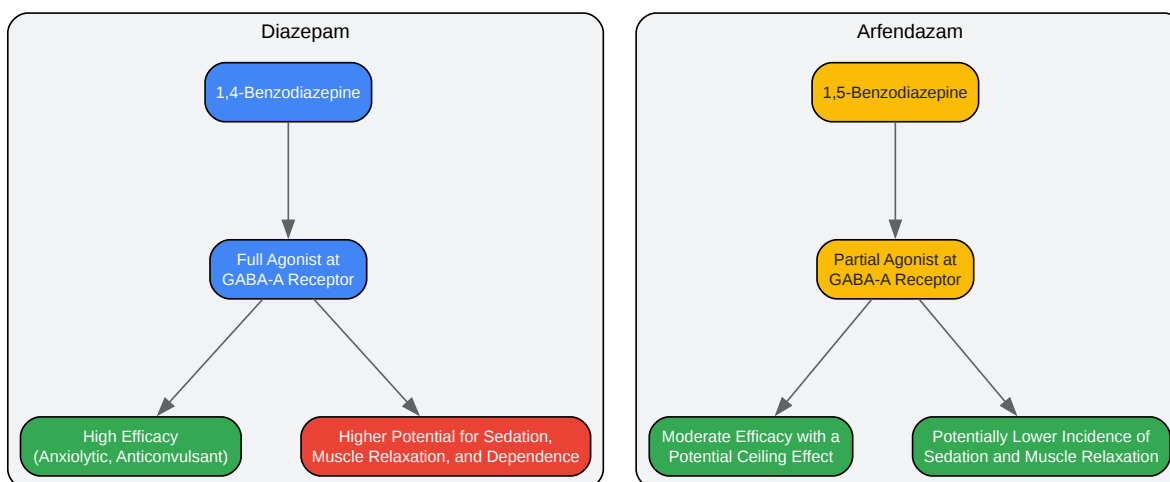 Diazepam
1,4-Benzodiazepine
Full Agonist at
GABA-A Receptor
High Efficacy
(Anxiolytic, Anticonvulsant)
Higher Potential for Sedation,
Muscle Relaxation, and Dependence
Arfendazam
1,5-Benzodiazepine
Partial Agonist at
GABA-A Receptor
Moderate Efficacy with a
Potential Ceiling Effect
Potentially Lower Incidence of
Sedation and Muscle Relaxation